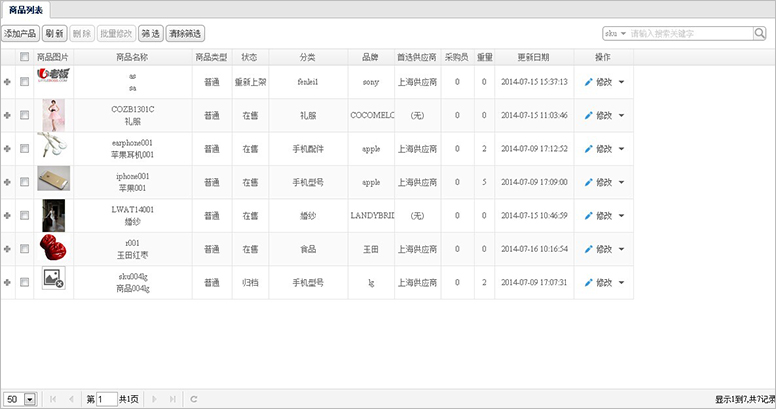 商品列表
添加产品 刷新 删除 批量修改 筛选 清除筛选 sku 请输入搜索关键字
商品图片 商品名称 商品类型 状态 分类 品牌 首选供应商 采购员 重量 更新日期 操作
老饭 as 普通 重新上架 fenlei1 sony 上海供应商 0 0 2014-07-15 15:37:13 修改
sa
COZB1301C
礼服 普通 在售 礼服 COCOMELO (无) 0 0 2014-07-15 11:03:46 修改
earphone001
苹果耳机001 普通 在售 手机配件 apple 上海供应商 0 2 2014-07-09 17:12:52 修改
iphone001
苹果001 普通 在售 手机型号 apple 上海供应商 0 5 2014-07-09 17:09:00 修改
LWAT14001
婚纱 普通 在售 婚纱 LANDYBRID (无) 0 0 2014-07-15 10:46:59 修改
r001
玉田红枣 普通 在售 食品 玉田 上海供应商 0 0 2014-07-16 10:16:54 修改
sku004lg
商品004lg 普通 归档 手机型号 lg 上海供应商 0 2 2014-07-09 17:07:31 修改
50 第 1 共1页 显示1到7,共7记录